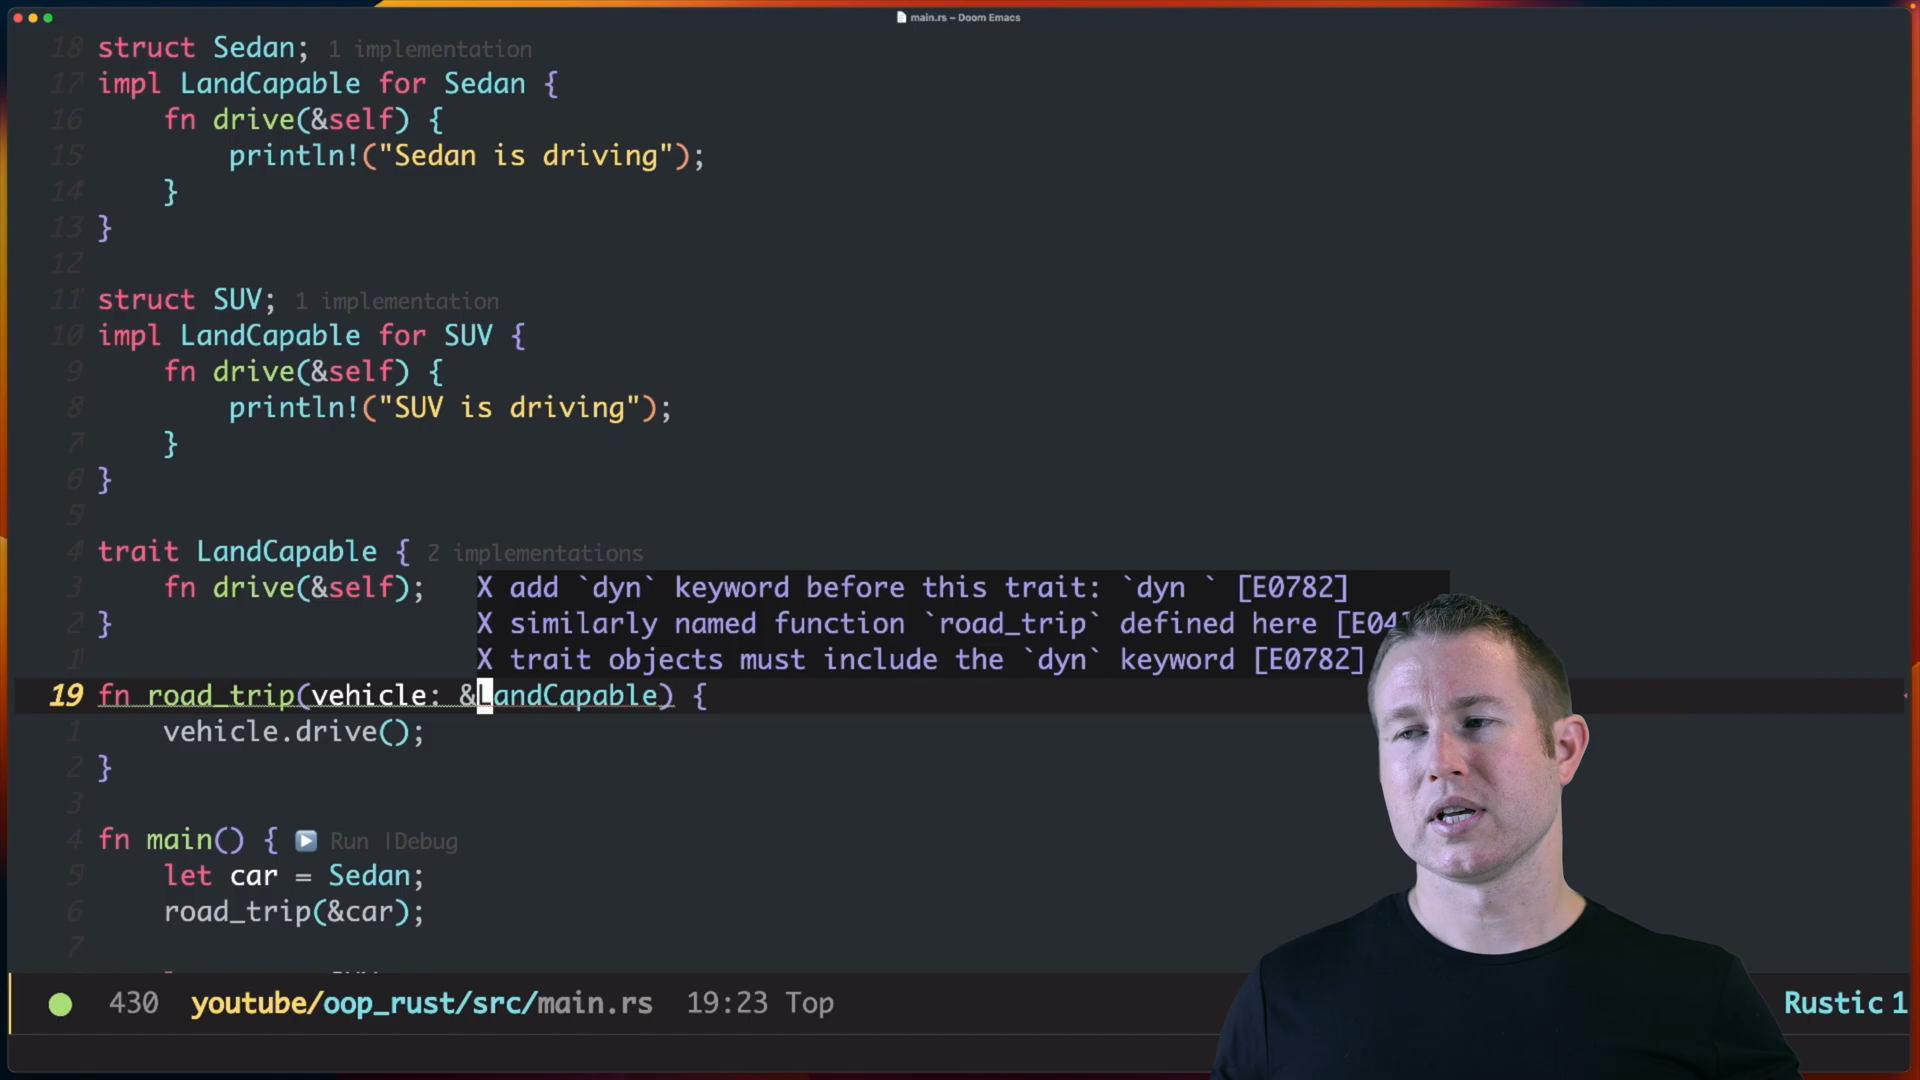 main.rs – Doom Emacs
18 struct Sedan; 1 implementation
17 impl LandCapable for Sedan {
16 fn drive(&self) {
15 println!("Sedan is driving");
14 }
13 }
12
11 struct SUV; 1 implementation
10 impl LandCapable for SUV {
9 fn drive(&self) {
8 println!("SUV is driving");
7 }
6 }
5
4 trait LandCapable { 2 implementations
3 fn drive(&self); X add `dyn` keyword before this trait: `dyn ` [E0782]
2 } X similarly named function `road_trip` defined here [E04
1 X trait objects must include the `dyn` keyword [E0782]
19 fn road_trip(vehicle: &LandCapable) {
1 vehicle.drive();
2 }
3
4 fn main() { Run |Debug
5 let car = Sedan;
6 road_trip(&car);
7
430 youtube/oop_rust/src/main.rs 19:23 Top Rustic 1